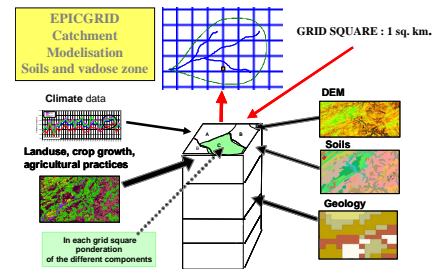 EPICGRID
Catchment
Modelisation
Soils and vadose zone
GRID SQUARE : 1 sq. km.
Climate data
DEM
Landuse, crop growth,
agricultural practices
Soils
Geology
A
B
C
In each grid square
ponderation
of the different components